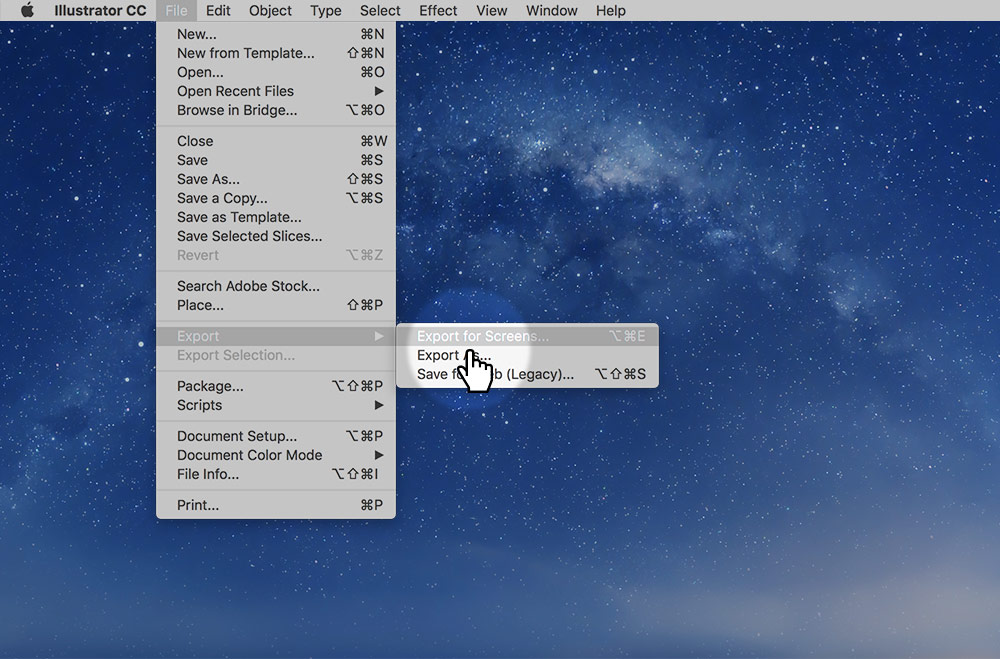 Illustrator CC File Edit Object Type Select Effect View Window Help
New... ⌘N
New from Template... ⇧⌘N
Open... ⌘O
Open Recent Files ▶
Browse in Bridge... ⌥⌘O
Close ⌘W
Save ⌘S
Save As... ⇧⌘S
Save a Copy... ⌥⌘S
Save as Template...
Save Selected Slices...
Revert ⌥⌘Z
Search Adobe Stock...
Place... ⇧⌘P
Export ▶
Export for Screens... ⌥⌘E
Export Selection...
Export As...
Save (Legacy)... ⌥⇧⌘S
Package... ⌥⇧⌘P
Scripts ▶
Document Setup... ⌥⌘P
Document Color Mode ▶
File Info... ⌥⇧⌘I
Print... ⌘P